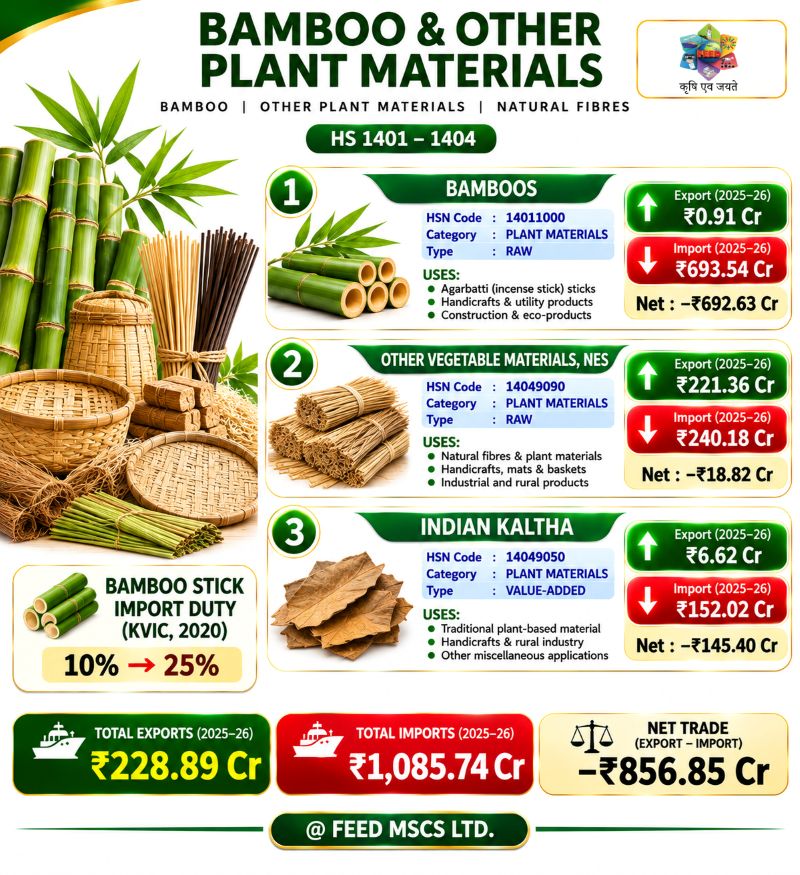 BAMBOO & OTHER
PLANT MATERIALS
BAMBOO | OTHER PLANT MATERIALS | NATURAL FIBRES
HS 1401 – 1404
FEED
कृषि एव जयते
1
BAMBOOS
HSN Code : 14011000
Category : PLANT MATERIALS
Type : RAW
USES:
● Agarbatti (incense stick) sticks
● Handicrafts & utility products
● Construction & eco-products
Export (2025–26)
₹0.91 Cr
Import (2025–26)
₹693.54 Cr
Net : −₹692.63 Cr
2
OTHER VEGETABLE MATERIALS, NES
HSN Code : 14049090
Category : PLANT MATERIALS
Type : RAW
USES:
● Natural fibres & plant materials
● Handicrafts, mats & baskets
● Industrial and rural products
Export (2025–26)
₹221.36 Cr
Import (2025–26)
₹240.18 Cr
Net : −₹18.82 Cr
3
INDIAN KALTHA
HSN Code : 14049050
Category : PLANT MATERIALS
Type : VALUE-ADDED
USES:
● Traditional plant-based material
● Handicrafts & rural industry
● Other miscellaneous applications
Export (2025–26)
₹6.62 Cr
Import (2025–26)
₹152.02 Cr
Net : −₹145.40 Cr
BAMBOO STICK
IMPORT DUTY
(KVIC, 2020)
10% → 25%
TOTAL EXPORTS (2025–26)
₹228.89 Cr
TOTAL IMPORTS (2025–26)
₹1,085.74 Cr
NET TRADE
(EXPORT – IMPORT)
−₹856.85 Cr
@ FEED MSCS LTD.